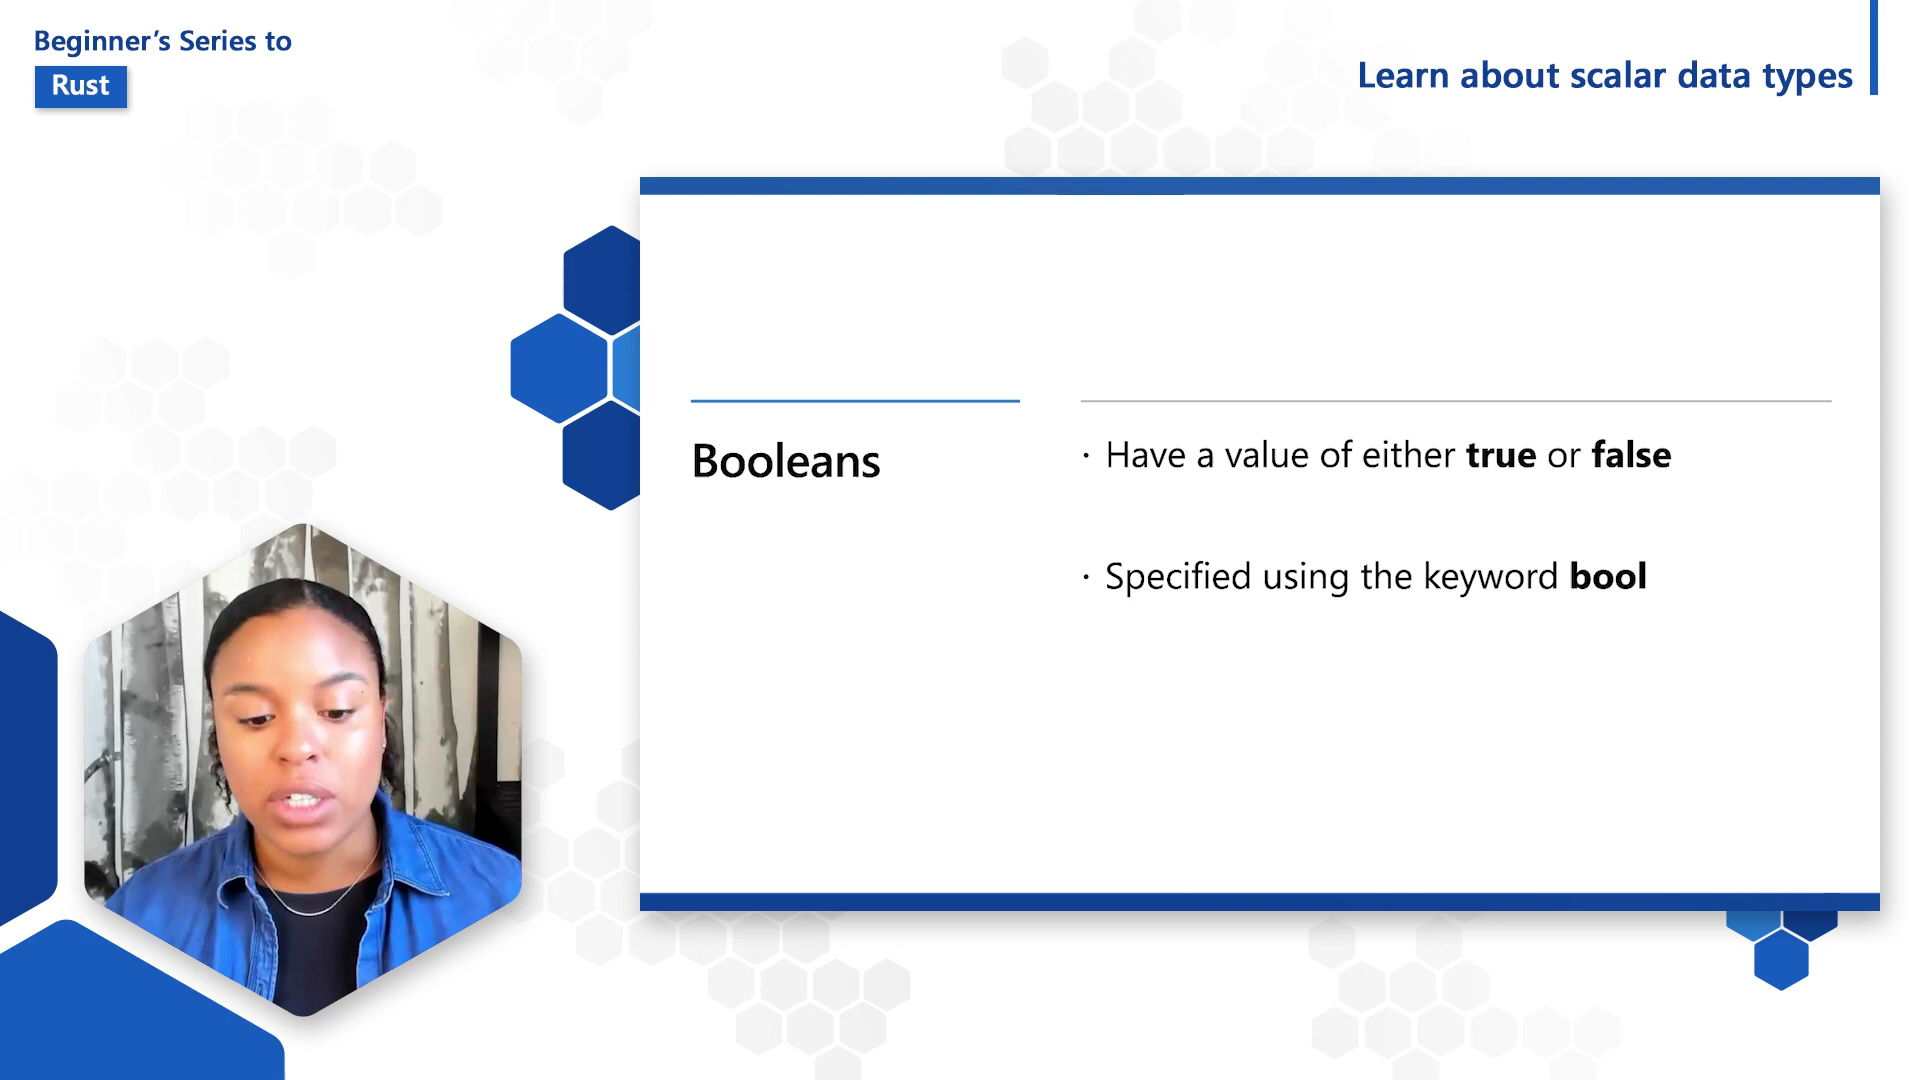 Beginner’s Series to
Rust
Learn about scalar data types
Booleans
· Have a value of either true or false
· Specified using the keyword bool